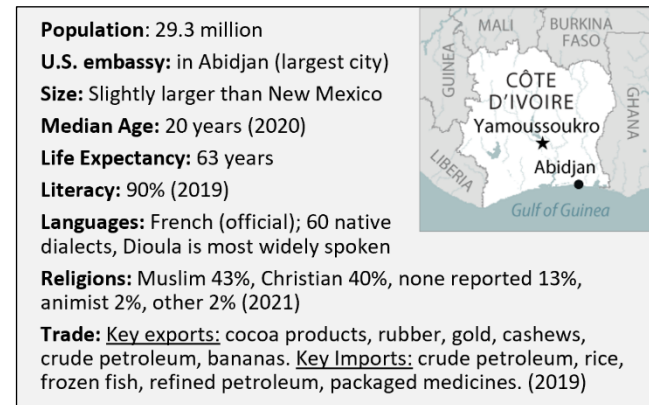 Population: 29.3 million
U.S. embassy: in Abidjan (largest city)
Size: Slightly larger than New Mexico
Median Age: 20 years (2020)
Life Expectancy: 63 years
Literacy: 90% (2019)
Languages: French (official); 60 native
dialects, Dioula is most widely spoken
Religions: Muslim 43%, Christian 40%, none reported 13%,
animist 2%, other 2% (2021)
Trade: Key exports: cocoa products, rubber, gold, cashews,
crude petroleum, bananas. Key Imports: crude petroleum, rice,
frozen fish, refined petroleum, packaged medicines. (2019)
MALI
BURKINA
FASO
GUINEA
CÔTE
D'IVOIRE
GHANA
Yamoussoukro
LIBERIA
Abidjan
Gulf of Guinea